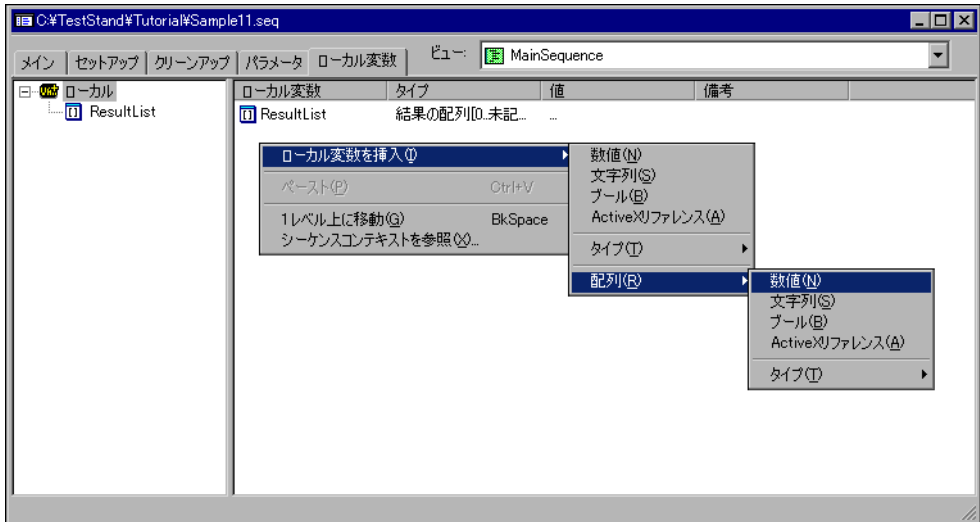 C:¥TestStand¥Tutorial¥Sample11.seq
メイン セットアップ クリーンアップ パラメータ ローカル変数 ビュー: MainSequence
ローカル
ResultList
ローカル変数 タイプ 値 備考
ResultList 結果の配列[0..未記... ...
ローカル変数を挿入(I)
ペースト(P) Ctrl+V
1レベル上に移動(G) BkSpace
シーケンスコンテキストを参照(X)...
数値(N)
文字列(S)
ブール(B)
ActiveXリファレンス(A)
タイプ(T)
配列(R)
数値(N)
文字列(S)
ブール(B)
ActiveXリファレンス(A)
タイプ(T)